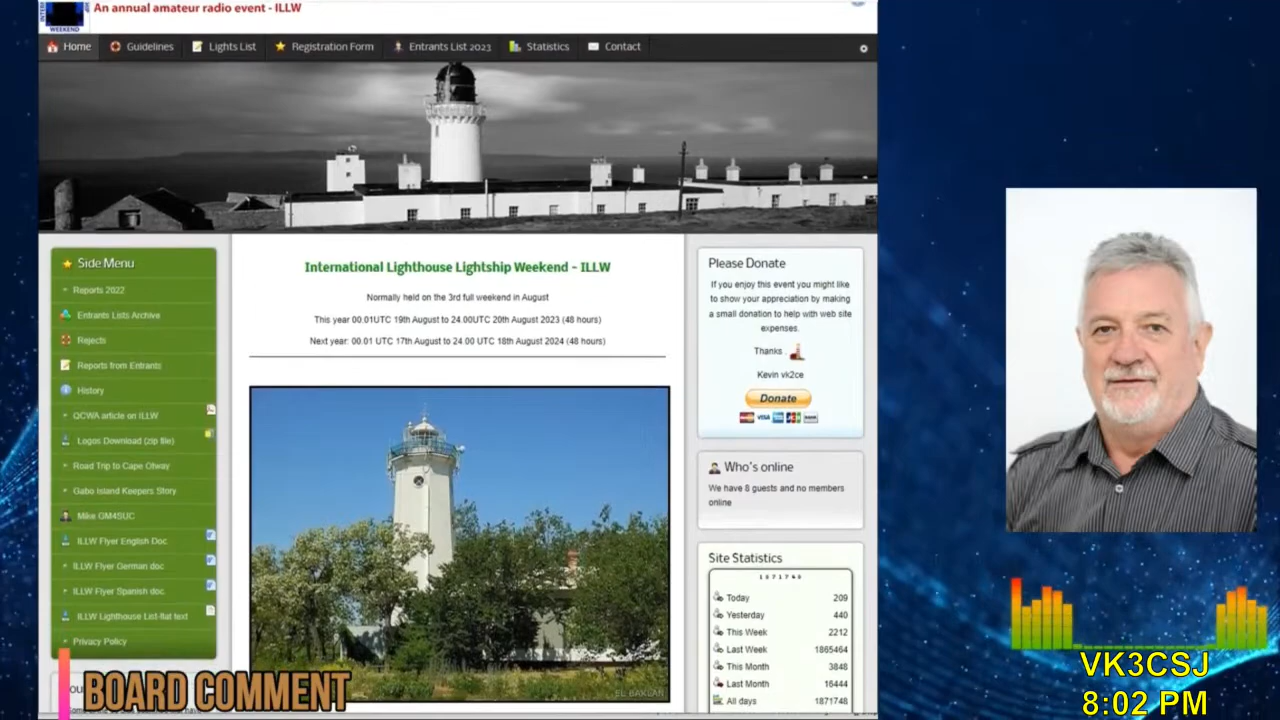 An annual amateur radio event - ILLW
WEEKEND
Home
Guidelines
Lights List
Registration Form
Entrants List 2023
Statistics
Contact
Side Menu
Reports 2022
Entrants Lists Archive
Rejects
Reports from Entrants
History
QCWA article on ILLW
Logos Download (zip file)
Road Trip to Cape Otway
Gabo Island Keepers Story
Mike GM4SUC
ILLW Flyer English Doc
ILLW Flyer German doc
ILLW Flyer Spanish doc
ILLW Lighthouse List-flat text
Privacy Policy
International Lighthouse Lightship Weekend - ILLW
Normally held on the 3rd full weekend in August
This year 00:01UTC 19th August to 24.00UTC 20th August 2023 (48 hours)
Next year: 00.01 UTC 17th August to 24.00 UTC 18th August 2024 (48 hours)
EL BAKLAN
Please Donate
If you enjoy this event you might like
to show your appreciation by making
a small donation to help with web site
expenses.
Thanks
Kevin vk2ce
Donate
VISA
Who's online
We have 8 guests and no members
online
Site Statistics
1871748
Today 209
Yesterday 440
This Week 2212
Last Week 1865464
This Month 3848
Last Month 16444
All days 1871748
BOARD COMMENT
VK3CSJ
8:02 PM